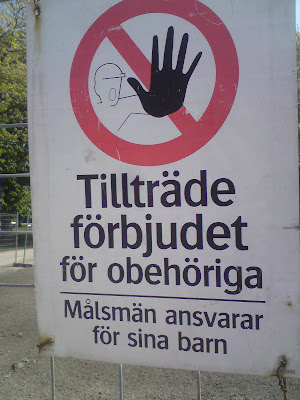 Tillträde
förbjudet
för obehöriga
Målsmän ansvarar
för sina barn